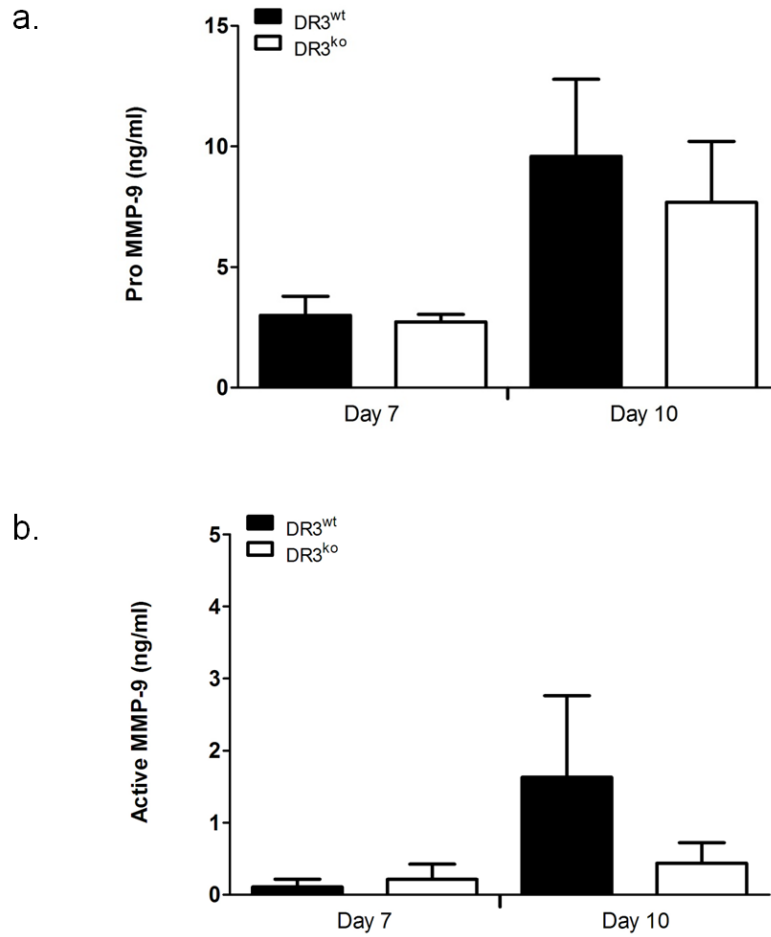 a.
DR3wt
DR3ko
Pro MMP-9 (ng/ml)
15
10
5
0
Day 7 Day 10
b.
DR3wt
DR3ko
Active MMP-9 (ng/ml)
5
4
3
2
1
0
Day 7 Day 10